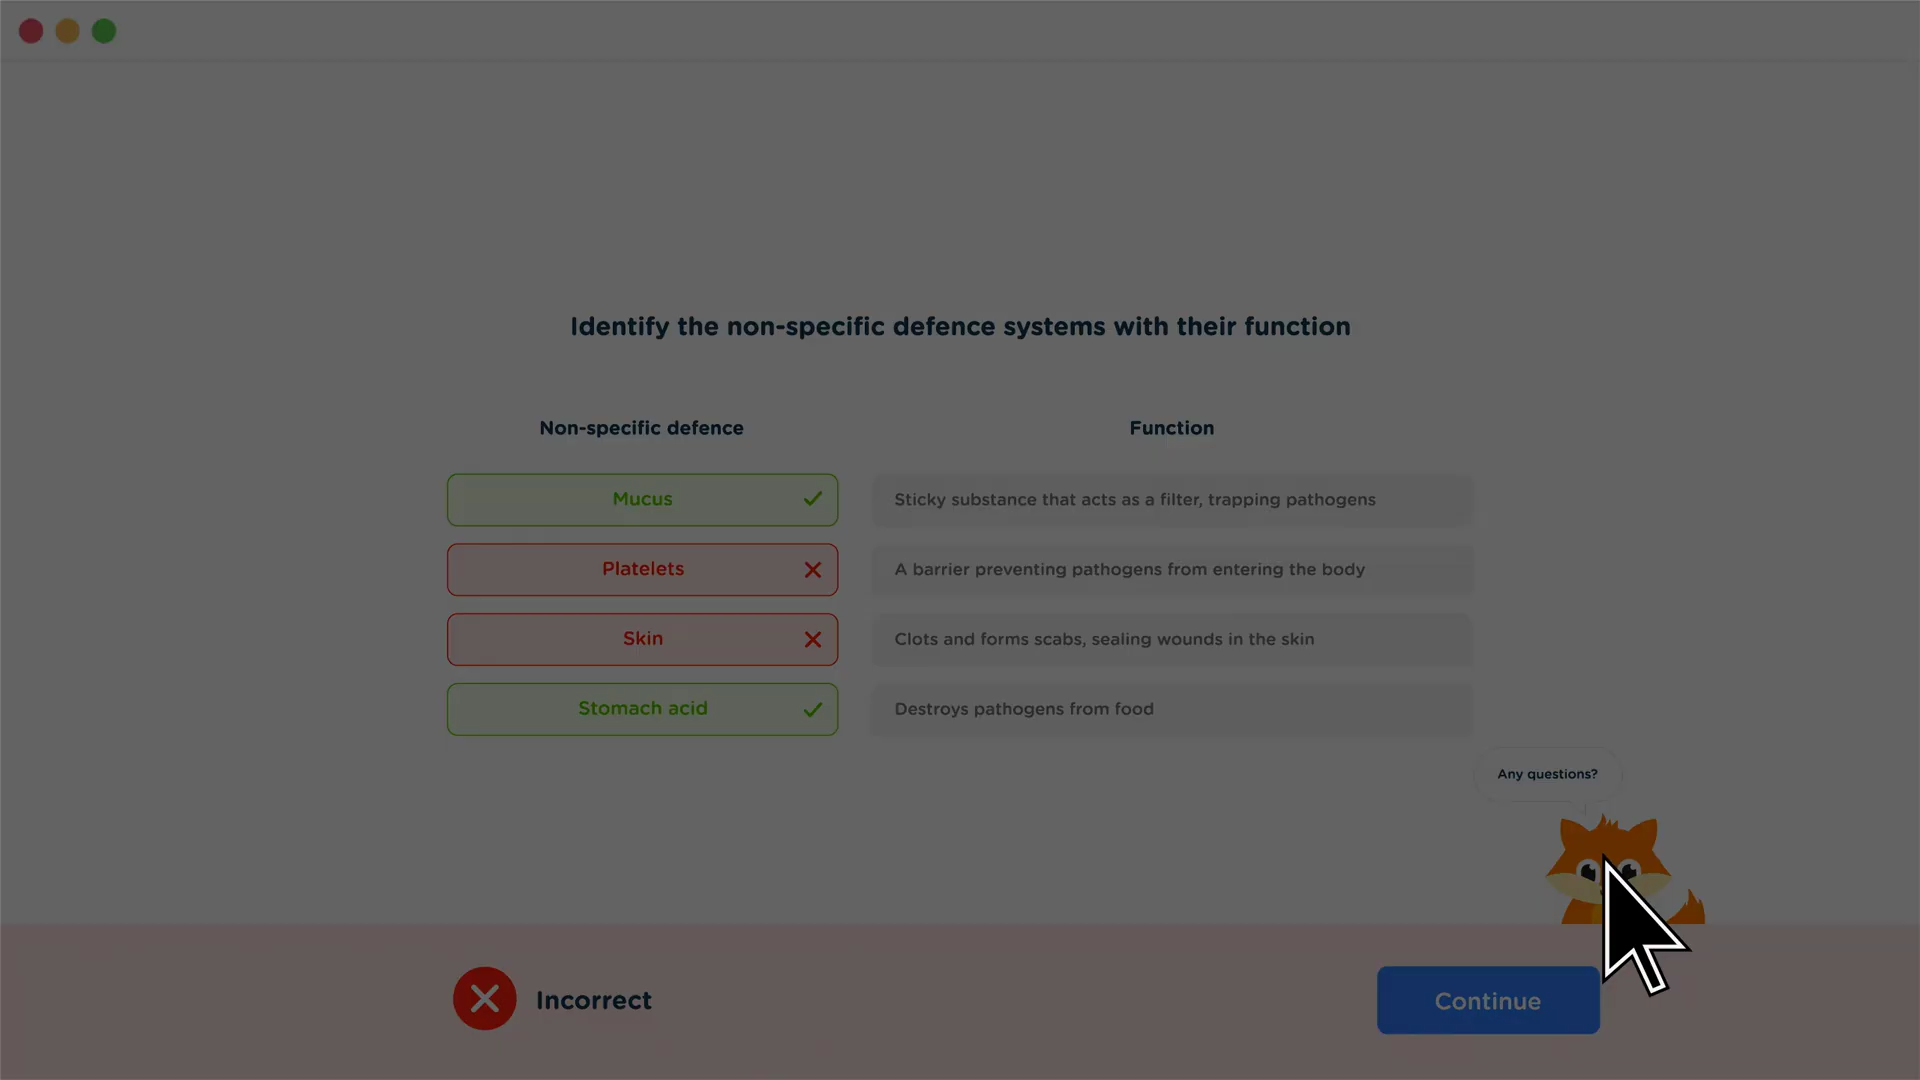 Identify the non-specific defence systems with their function
Non-specific defence
Function
Mucus
Sticky substance that acts as a filter, trapping pathogens
Platelets
A barrier preventing pathogens from entering the body
Skin
Clots and forms scabs, sealing wounds in the skin
Stomach acid
Destroys pathogens from food
Any questions?
Incorrect
Continue